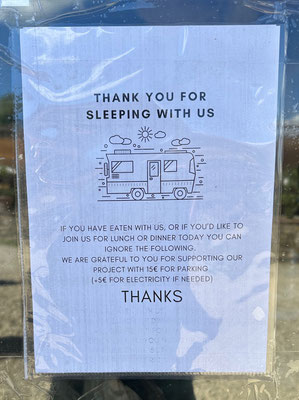 THANK YOU FOR
SLEEPING WITH US
IF YOU HAVE EATEN WITH US, OR IF YOU'D LIKE TO
JOIN US FOR LUNCH OR DINNER TODAY YOU CAN
IGNORE THE FOLLOWING.
WE ARE GRATEFUL TO YOU FOR SUPPORTING OUR
PROJECT WITH 15€ FOR PARKING
(+5€ FOR ELECTRICITY IF NEEDED)
THANKS